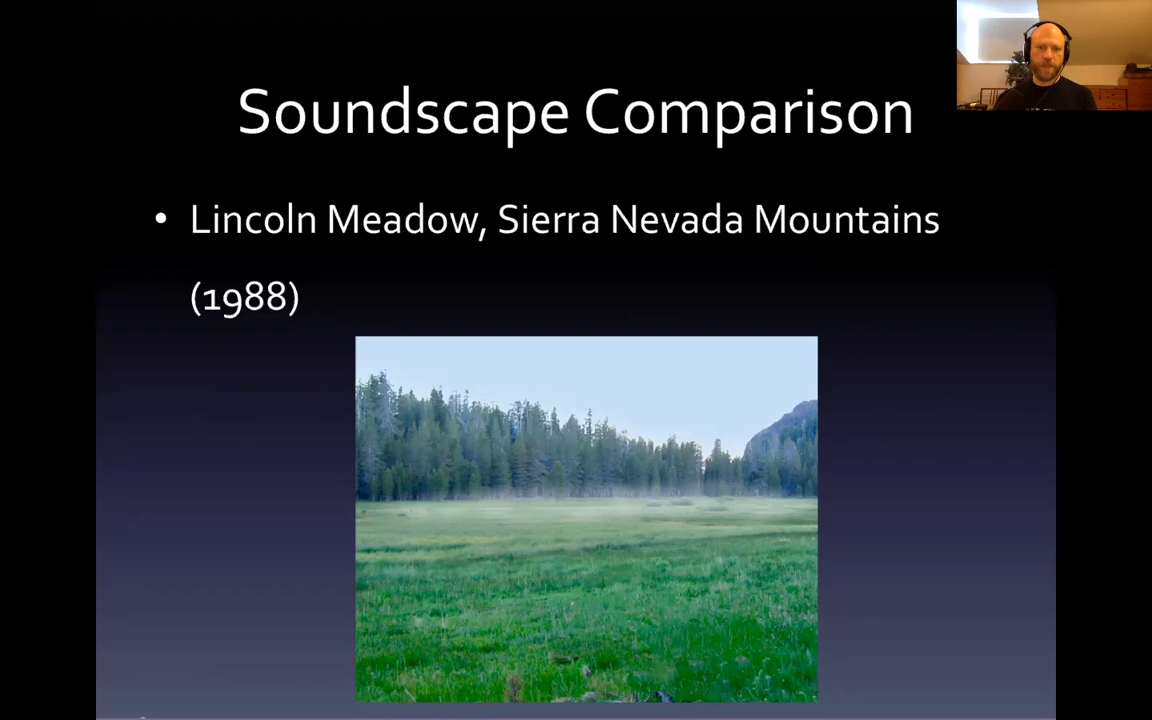 Soundscape Comparison
• Lincoln Meadow, Sierra Nevada Mountains
(1988)